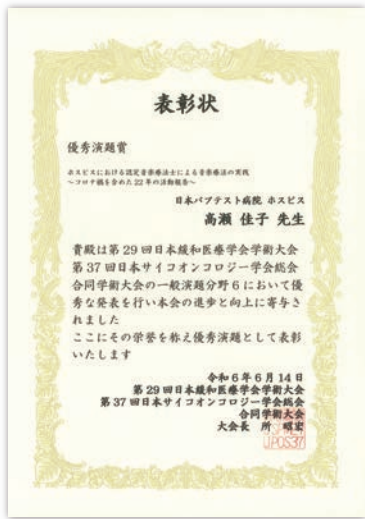 表彰状
優秀演題賞
ホスピスにおける認定音楽療法士による音楽療法の実践
～コロナ禍を含めた22年の活動報告～
日本バプテスト病院 ホスピス
高瀬 佳子 先生
貴殿は第29回日本緩和医療学会学術大会
第37回日本サイコオンコロジー学会総会
合同学術大会の一般演題分野6において優
秀な発表を行い本会の進歩と向上に寄与さ
れました
ここにその栄誉を称え優秀演題として表彰
いたします
令和6年6月14日
第29回日本緩和医療学会学術大会
第37回日本サイコオンコロジー学会総会
合同学術大会
大会長 所 昭宏
JPOS37